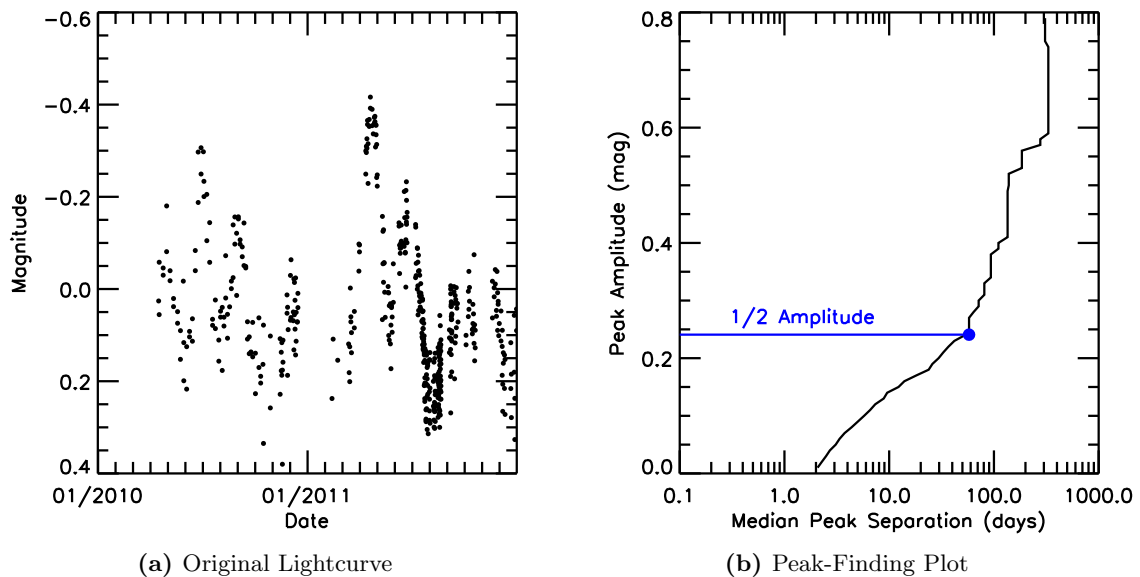 −0.6
−0.4
−0.2
0.0
0.2
0.4
Magnitude
01/2010
01/2011
Date
(a) Original Lightcurve
0.8
0.6
0.4
0.2
0.0
Peak Amplitude (mag)
1/2 Amplitude
0.1
1.0
10.0
100.0
1000.0
Median Peak Separation (days)
(b) Peak-Finding Plot